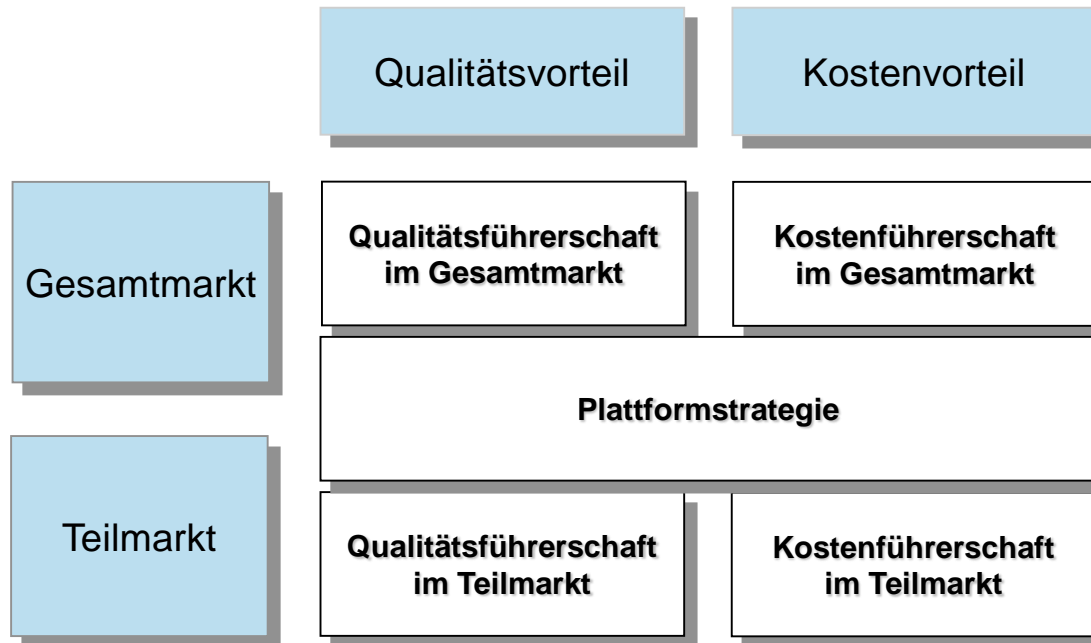 Qualitätsvorteil
Kostenvorteil
Gesamtmarkt
Qualitätsführerschaft
im Gesamtmarkt
Kostenführerschaft
im Gesamtmarkt
Plattformstrategie
Teilmarkt
Qualitätsführerschaft
im Teilmarkt
Kostenführerschaft
im Teilmarkt